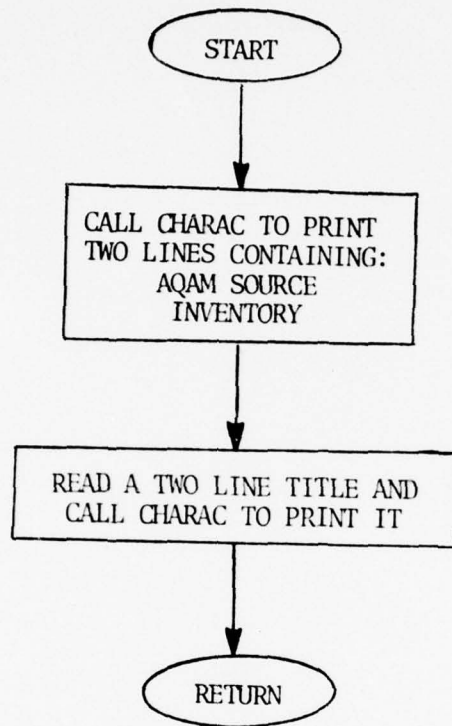 START
CALL CHARAC TO PRINT
TWO LINES CONTAINING:
AQAM SOURCE
INVENTORY
READ A TWO LINE TITLE AND
CALL CHARAC TO PRINT IT
RETURN